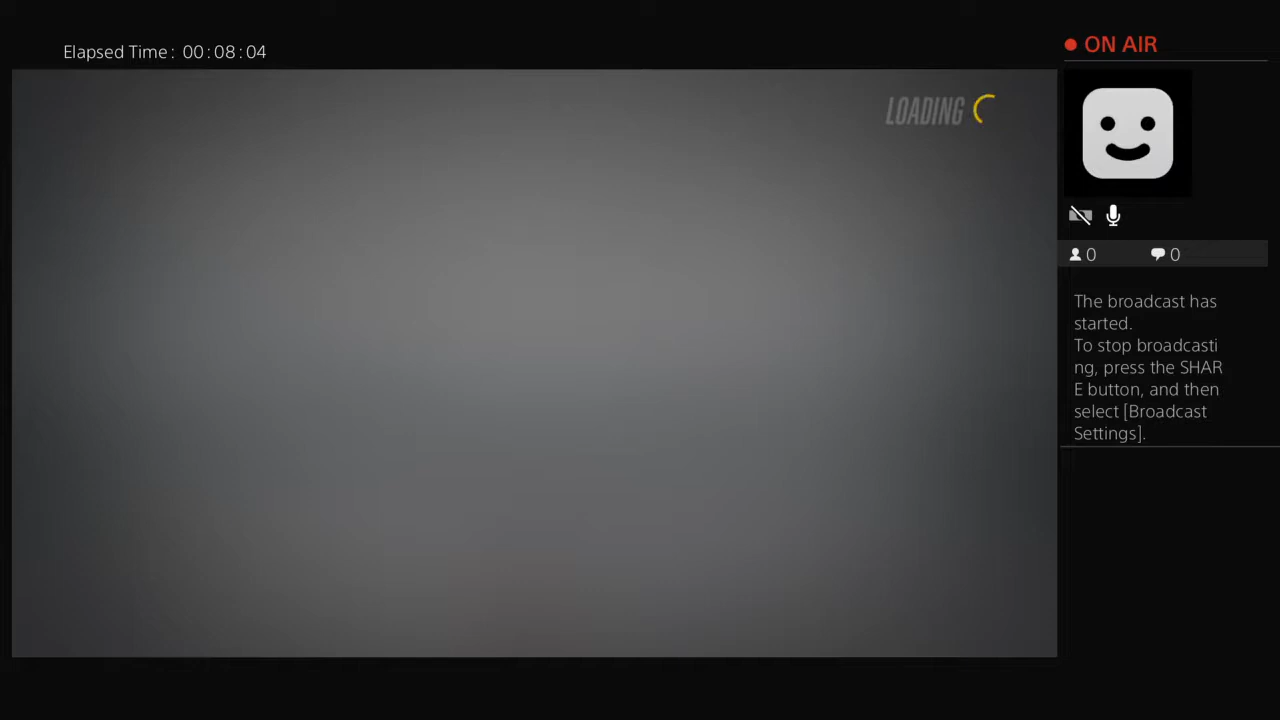 Elapsed Time: 00:08:04
ON AIR
LOADING
0 0
The broadcast has
started.
To stop broadcasti
ng, press the SHAR
E button, and then
select [Broadcast
Settings].